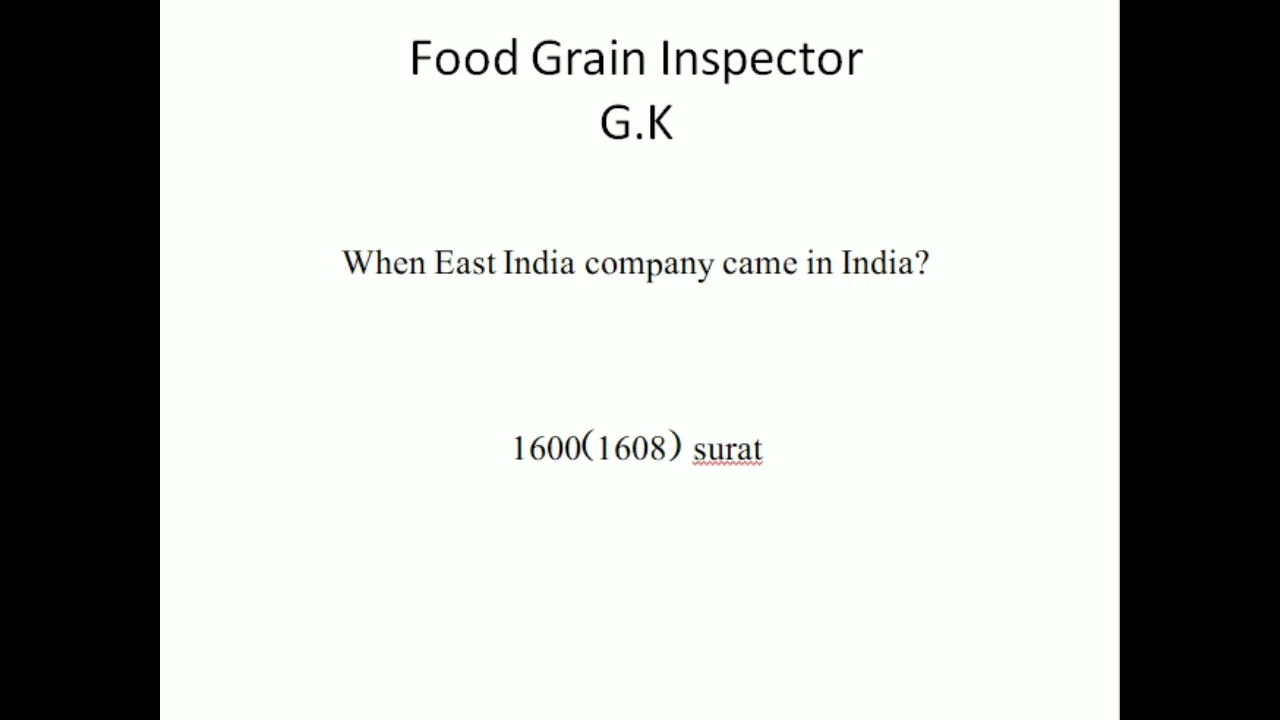 Food Grain Inspector
G.K
When East India company came in India?
1600(1608) surat